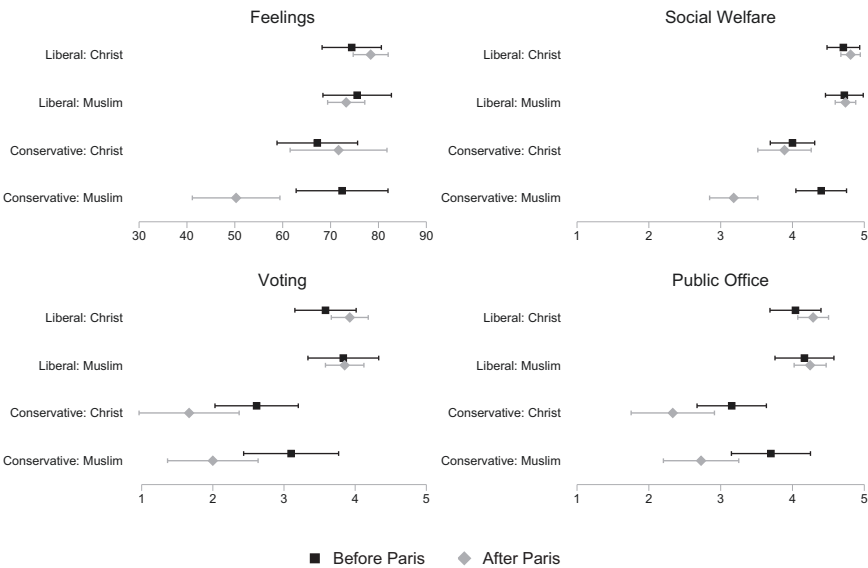 Feelings
Liberal: Christ
Liberal: Muslim
Conservative: Christ
Conservative: Muslim
30 40 50 60 70 80 90
Social Welfare
Liberal: Christ
Liberal: Muslim
Conservative: Christ
Conservative: Muslim
1 2 3 4 5
Voting
Liberal: Christ
Liberal: Muslim
Conservative: Christ
Conservative: Muslim
1 2 3 4 5
Public Office
Liberal: Christ
Liberal: Muslim
Conservative: Christ
Conservative: Muslim
1 2 3 4 5
Before Paris After Paris